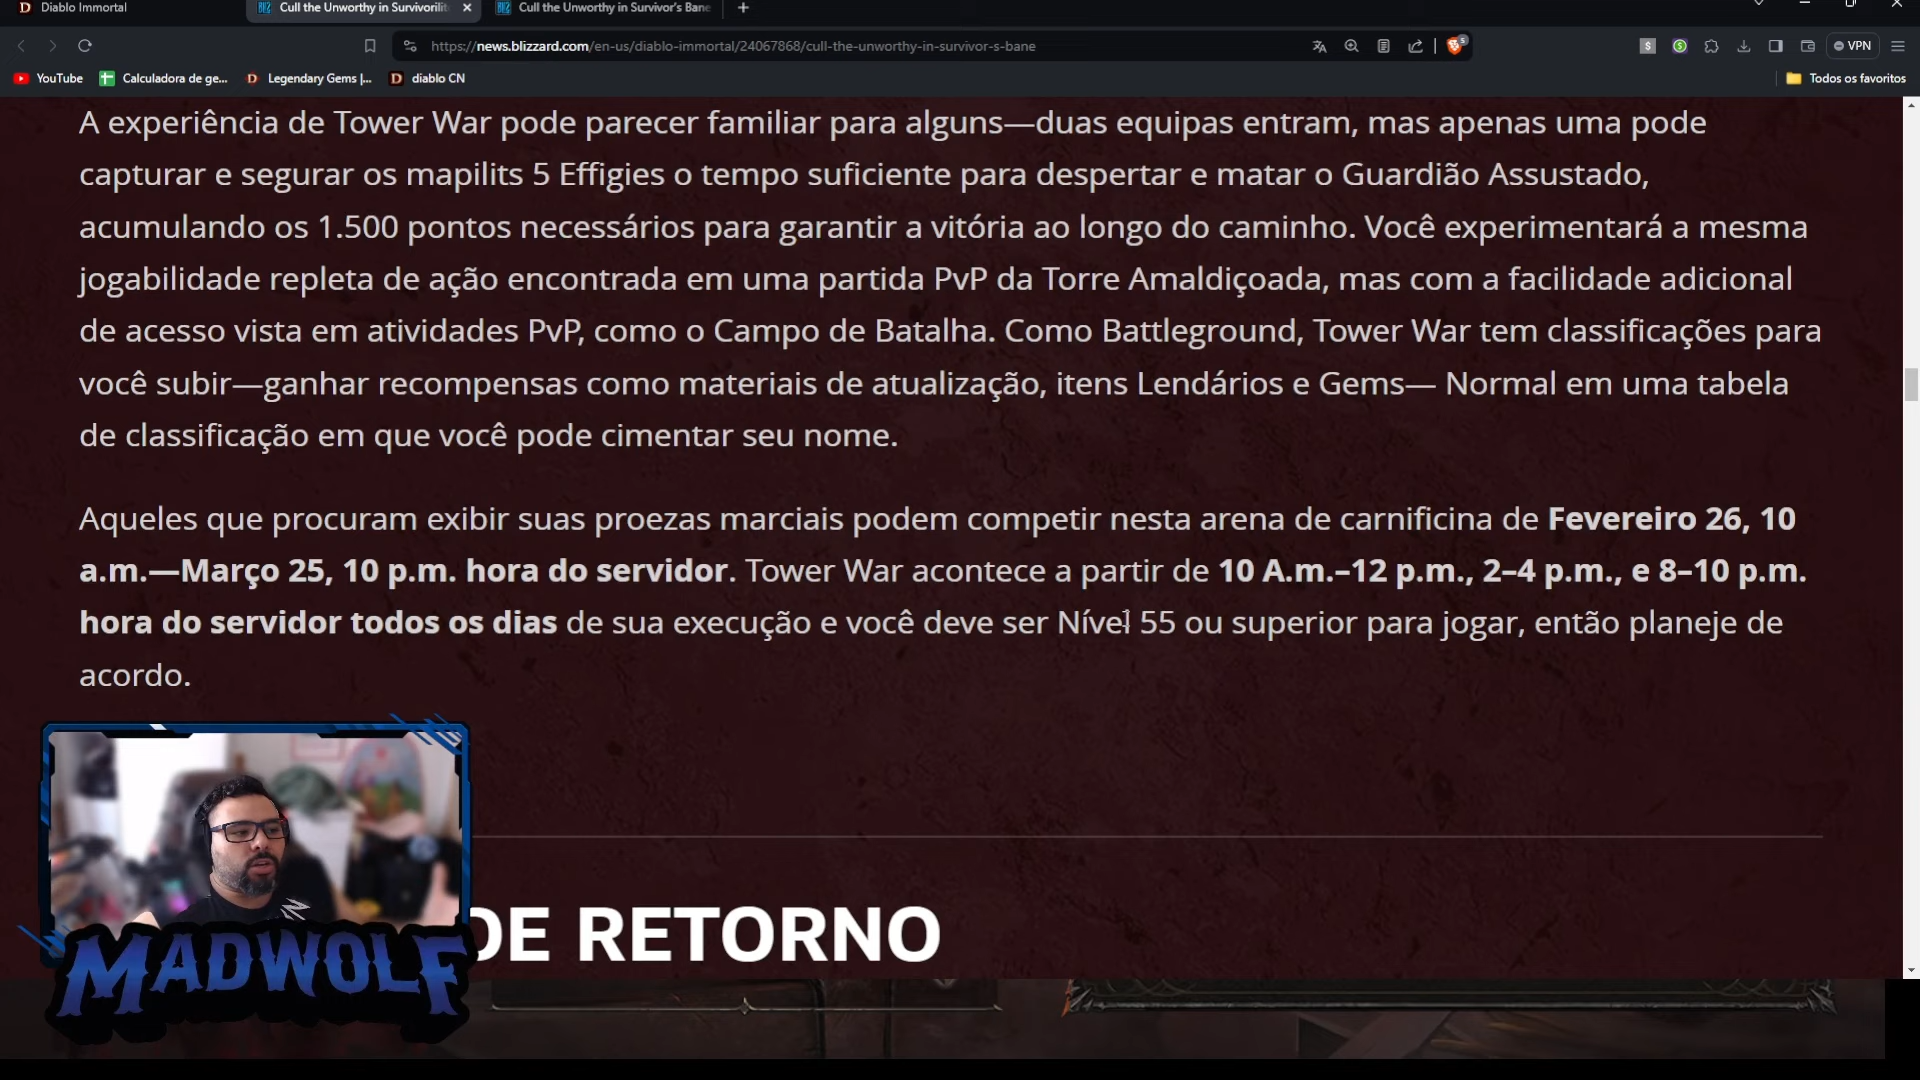 Diablo Immortal
Cull the Unworthy in Survivorilit
Cull the Unworthy in Survivor's Bane
https://news.blizzard.com/en-us/diablo-immortal/24067868/cull-the-unworthy-in-survivor-s-bane
5
VPN
YouTube
Calculadora de ge...
Legendary Gems |...
diablo CN
Todos os favoritos
A experiência de Tower War pode parecer familiar para alguns—duas equipas entram, mas apenas uma pode
capturar e segurar os mapilits 5 Effigies o tempo suficiente para despertar e matar o Guardião Assustado,
acumulando os 1.500 pontos necessários para garantir a vitória ao longo do caminho. Você experimentará a mesma
jogabilidade repleta de ação encontrada em uma partida PvP da Torre Amaldiçoada, mas com a facilidade adicional
de acesso vista em atividades PvP, como o Campo de Batalha. Como Battleground, Tower War tem classificações para
você subir—ganhar recompensas como materiais de atualização, itens Lendários e Gems— Normal em uma tabela
de classificação em que você pode cimentar seu nome.
Aqueles que procuram exibir suas proezas marciais podem competir nesta arena de carnificina de Fevereiro 26, 10
a.m.—Março 25, 10 p.m. hora do servidor. Tower War acontece a partir de 10 A.m.–12 p.m., 2–4 p.m., e 8–10 p.m.
hora do servidor todos os dias de sua execução e você deve ser Nível 55 ou superior para jogar, então planeje de
acordo.
DE RETORNO
MADWOLF